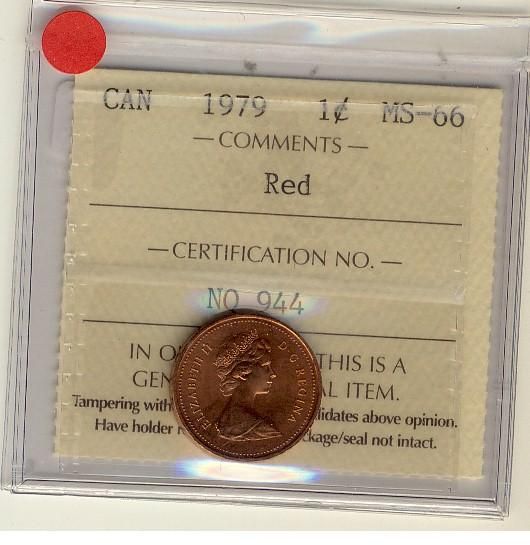 CAN 1979 1¢ MS-66
— COMMENTS —
Red
— CERTIFICATION NO. —
NQ 944
IN THIS IS A
GEN AL ITEM.
Tampering with lidates above opinion.
Have holder ckage/seal not intact.
ELIZABETH II D·G·REGINA